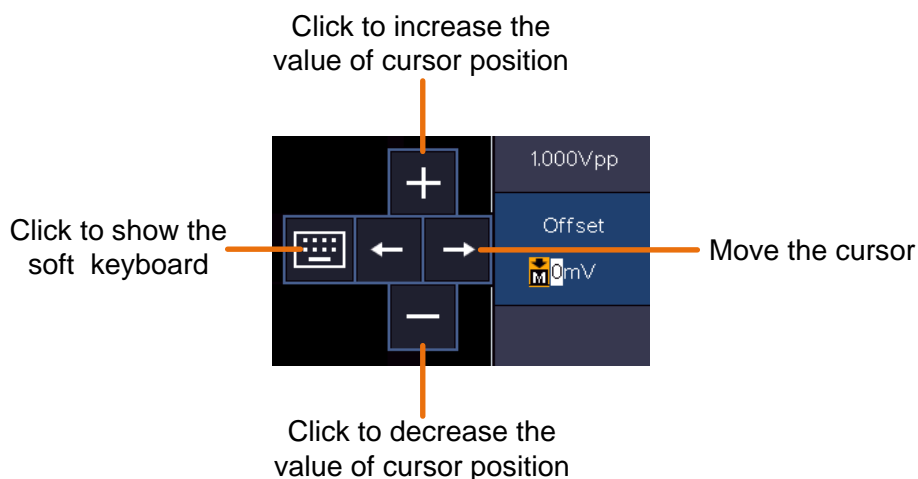 Click to increase the
value of cursor position
1.000Vpp
Offset
M
0mV
Click to show the
soft keyboard
Move the cursor
Click to decrease the
value of cursor position